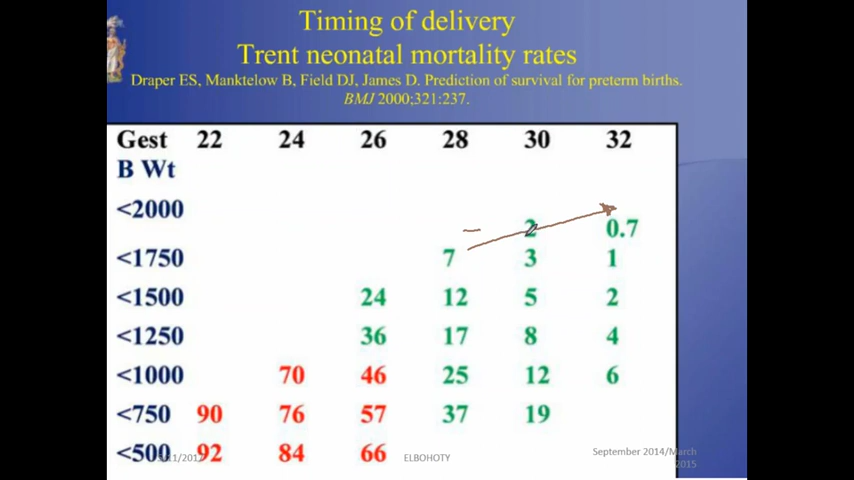 Timing of delivery
Trent neonatal mortality rates
Draper ES, Manktelow B, Field DJ, James D. Prediction of survival for preterm births.
BMJ 2000;321:237.
Gest 22 24 26 28 30 32
B Wt
<2000 2 0.7
<1750 7 3 1
<1500 24 12 5 2
<1250 36 17 8 4
<1000 70 46 25 12 6
<750 90 76 57 37 19
<500 92 84 66
ELBOHOTY
September 2014/March
2015